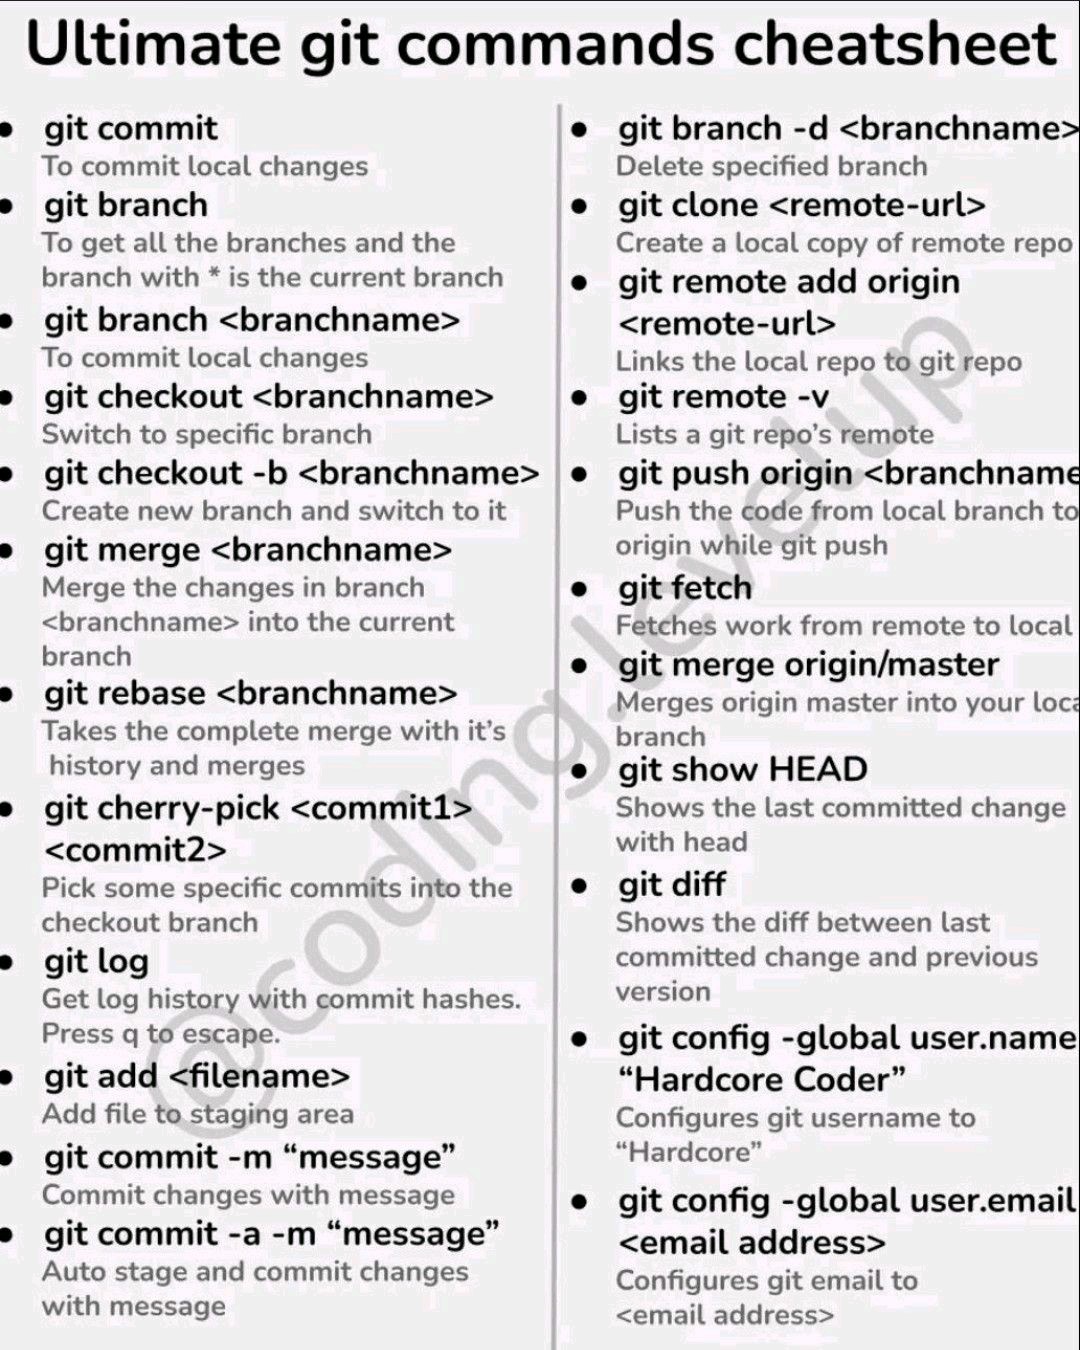 Ultimate git commands cheatsheet
• git commit
To commit local changes
• git branch
To get all the branches and the
branch with * is the current branch
• git branch <branchname>
To commit local changes
• git checkout <branchname>
Switch to specific branch
• git checkout -b <branchname>
Create new branch and switch to it
• git merge <branchname>
Merge the changes in branch
<branchname> into the current
branch
• git rebase <branchname>
Takes the complete merge with it's
history and merges
• git cherry-pick <commit1>
<commit2>
Pick some specific commits into the
checkout branch
• git log
Get log history with commit hashes.
Press q to escape.
• git add <filename>
Add file to staging area
• git commit -m “message”
Commit changes with message
• git commit -a -m “message”
Auto stage and commit changes
with message
• git branch -d <branchname>
Delete specified branch
• git clone <remote-url>
Create a local copy of remote repo
• git remote add origin
<remote-url>
Links the local repo to git repo
• git remote -v
Lists a git repo’s remote
• git push origin <branchname
Push the code from local branch to
origin while git push
• git fetch
Fetches work from remote to local
• git merge origin/master
Merges origin master into your loca
branch
• git show HEAD
Shows the last committed change
with head
• git diff
Shows the diff between last
committed change and previous
version
• git config -global user.name
“Hardcore Coder”
Configures git username to
“Hardcore”
• git config -global user.email
<email address>
Configures git email to
<email address>
@coding.levelup